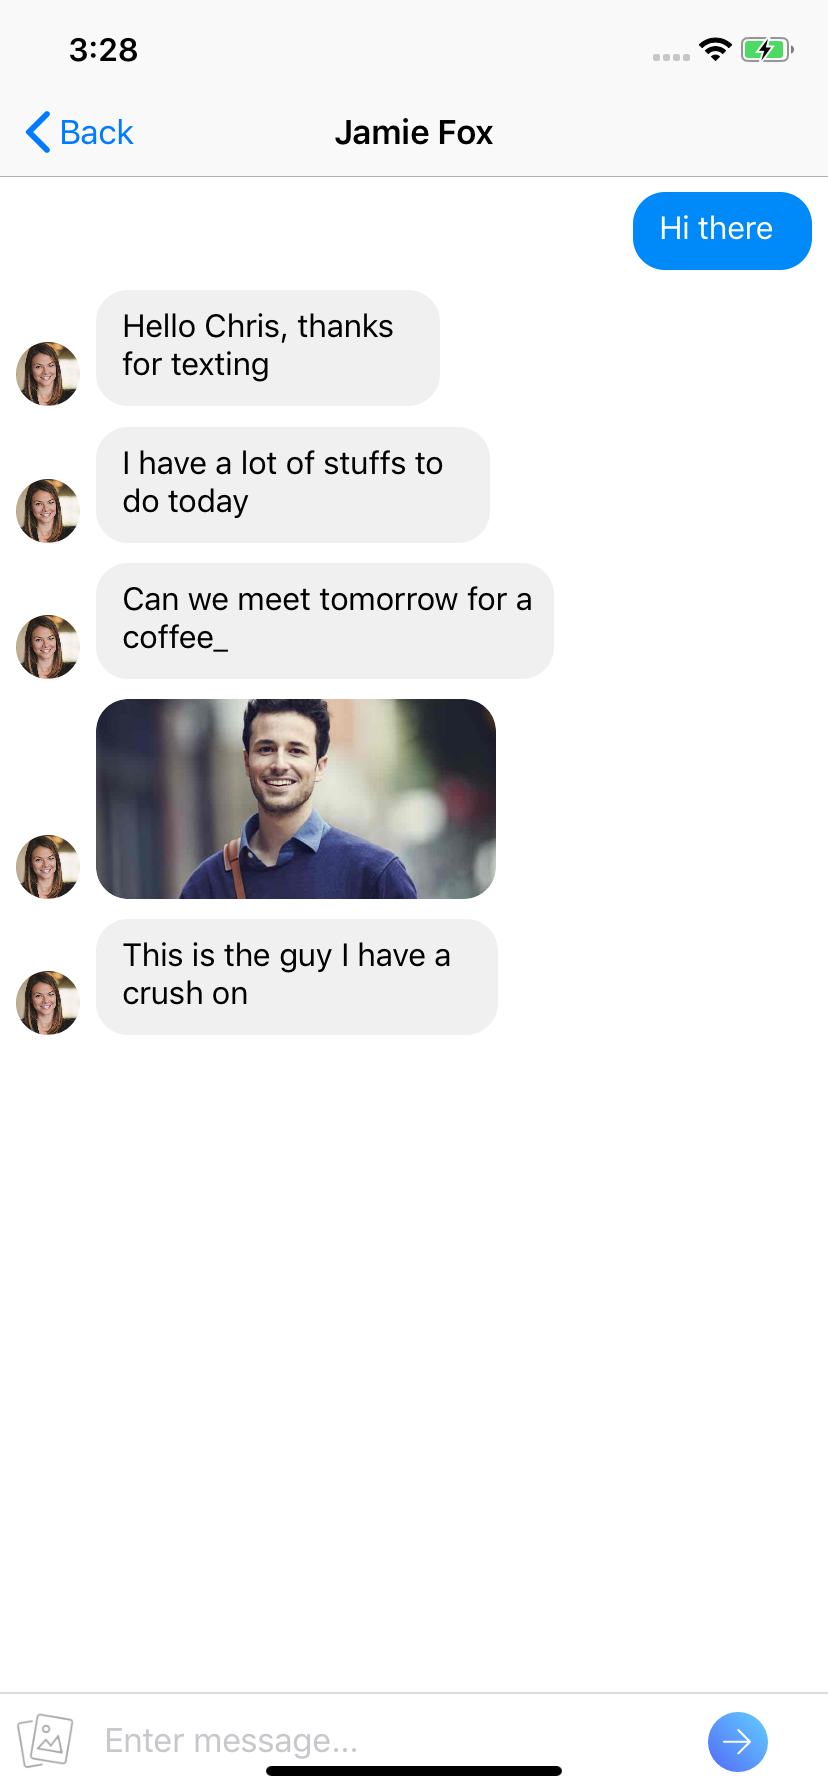 3:28
Back
Jamie Fox
Hi there
Hello Chris, thanks
for texting
I have a lot of stuffs to
do today
Can we meet tomorrow for a
coffee_
This is the guy I have a
crush on
Enter message...